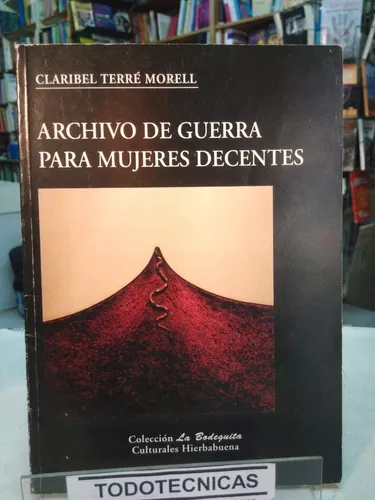 CLARIBEL TERRÉ MORELL
ARCHIVO DE GUERRA
PARA MUJERES DECENTES
Colección La Bodeguita
Culturales Hierbabuena
TODOTECNICAS